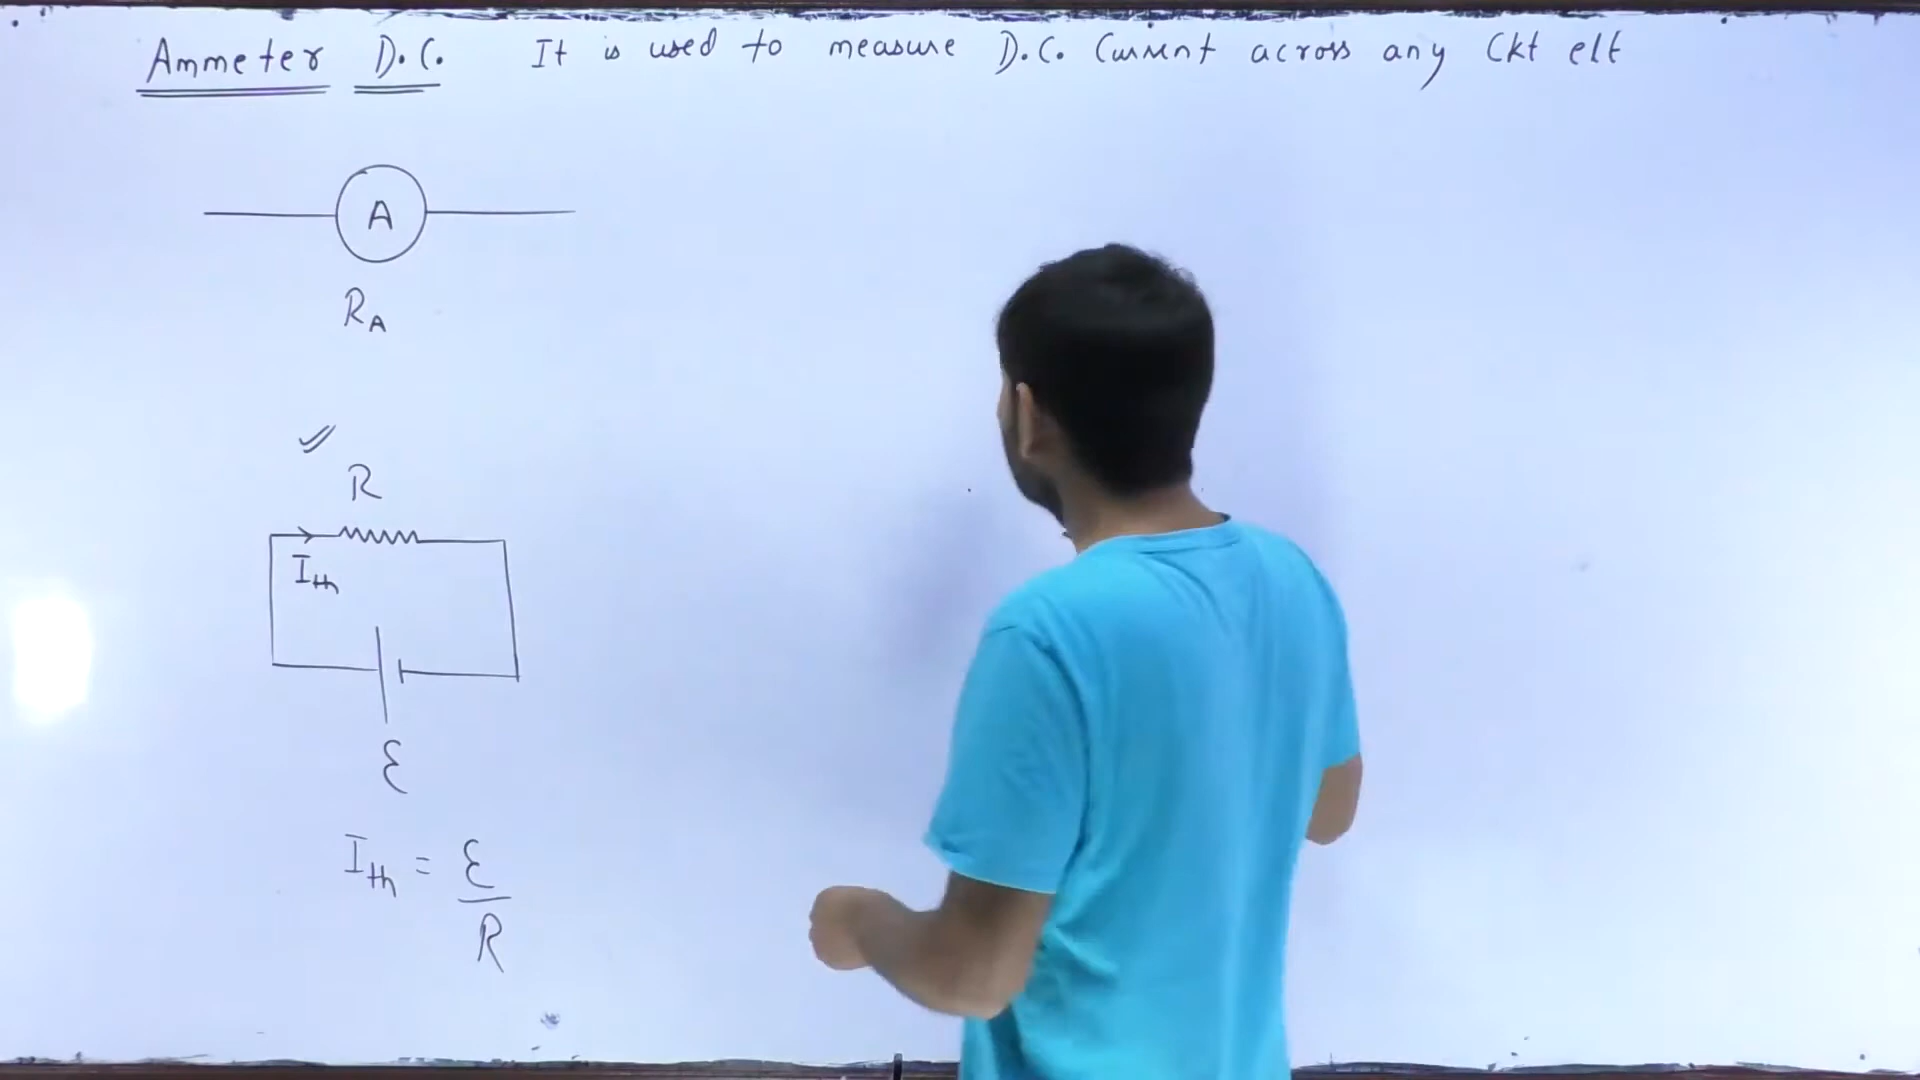 Ammeter D.C. It is used to measure D.C. Current across any Ckt elt
A
R_A
R
I_th
ℰ
I_th = ℰ/R